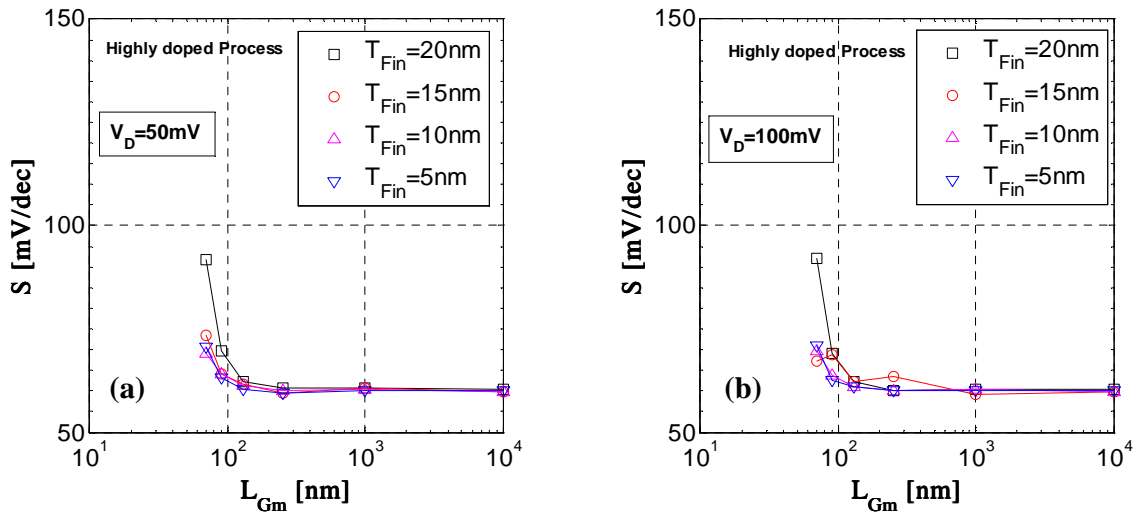 150
Highly doped Process
T_Fin=20nm
T_Fin=15nm
T_Fin=10nm
T_Fin=5nm
V_D=50mV
100
S [mV/dec]
(a)
50
10^1
10^2
10^3
10^4
L_Gm [nm]
150
Highly doped Process
T_Fin=20nm
T_Fin=15nm
T_Fin=10nm
T_Fin=5nm
V_D=100mV
100
S [mV/dec]
(b)
50
10^1
10^2
10^3
10^4
L_Gm [nm]